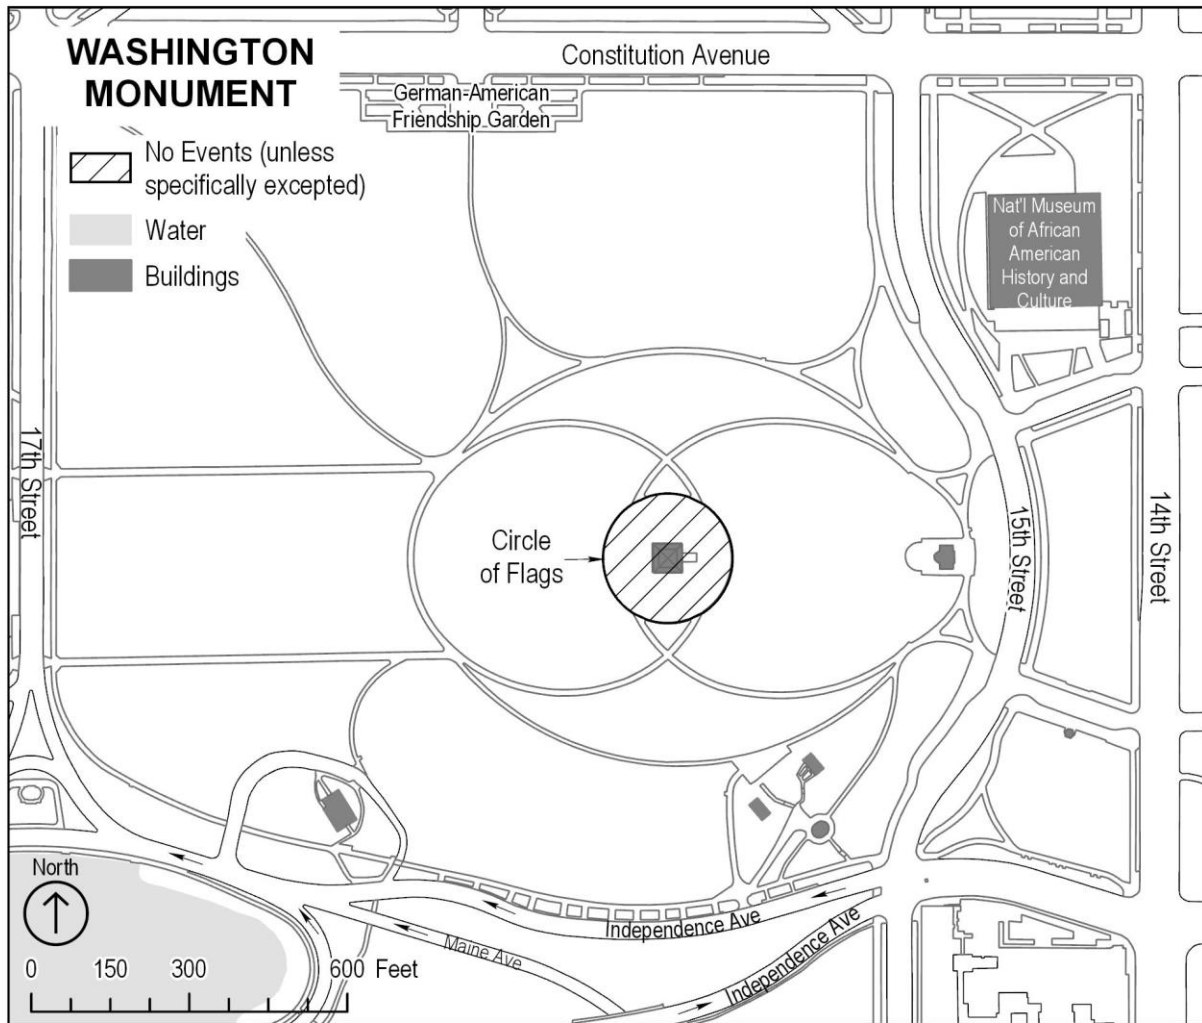 WASHINGTON
MONUMENT
Constitution Avenue
German-American
Friendship Garden
No Events (unless
specifically excepted)
Water
Buildings
Nat'l Museum
of African
American
History and
Culture
17th Street
Circle
of Flags
15th Street
14th Street
North
0 150 300 600 Feet
Independence Ave
Maine Ave
Independence Ave